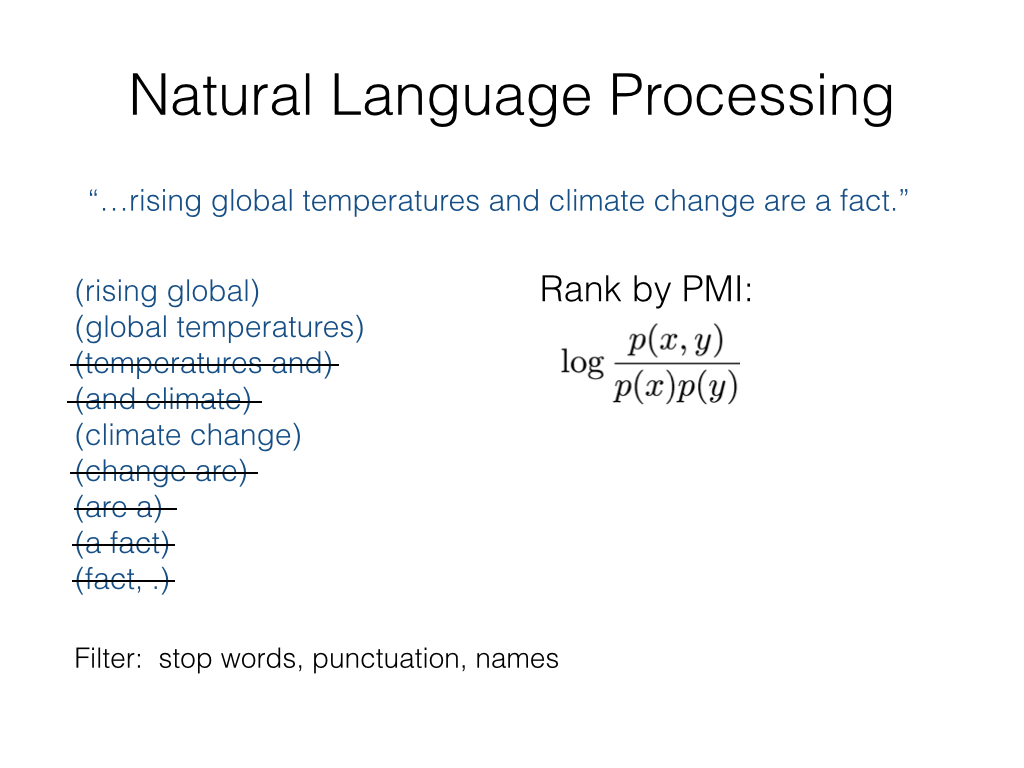 Natural Language Processing
“…rising global temperatures and climate change are a fact.”
(rising global)
(global temperatures)
(temperatures and)
(and climate)
(climate change)
(change are)
(are a)
(a fact)
(fact, .)
Rank by PMI:
log p(x, y) / p(x)p(y)
Filter:  stop words, punctuation, names